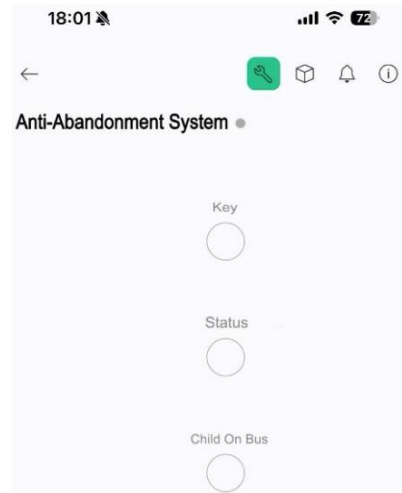 18:01
72
Anti-Abandonment System
Key
Status
Child On Bus